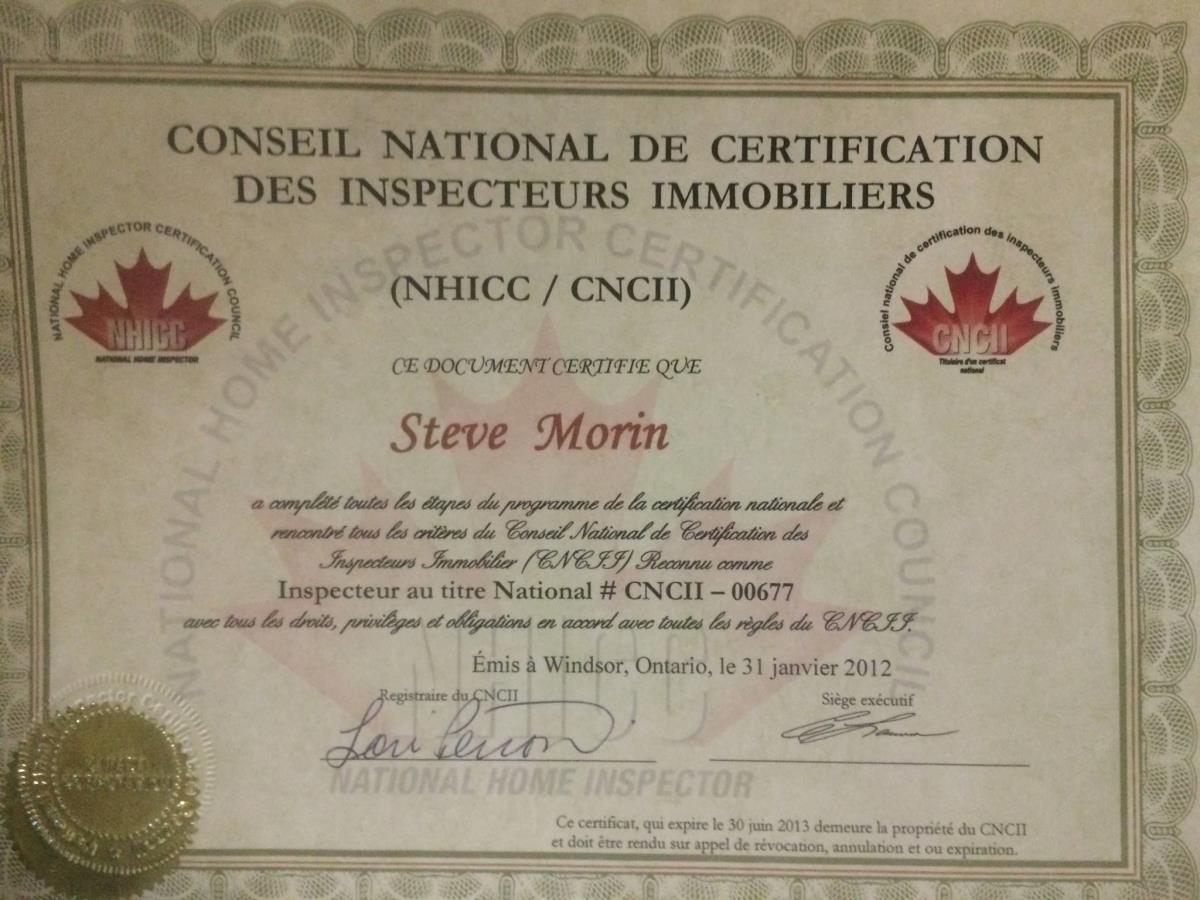 CONSEIL NATIONAL DE CERTIFICATION
DES INSPECTEURS IMMOBILIERS
NATIONAL HOME INSPECTOR CERTIFICATION COUNCIL
NHICC
NATIONAL HOME INSPECTOR
(NHICC / CNCII)
Consiel national de certification des inspecteurs immobiliers
CNCII
Titulaire d'un certificat
national
NATIONAL HOME INSPECTOR CERTIFICATION COUNCIL
CE DOCUMENT CERTIFIE QUE
Steve Morin
a complété toutes les étapes du programme de la certification nationale et
rencontré tous les critères du Conseil National de Certification des
Inspecteurs Immobilier (CNCII) Reconnu comme
Inspecteur au titre National # CNCII – 00677
avec tous les droits, privilèges et obligations en accord avec toutes les règles du CNCII.
NHICC
Émis à Windsor, Ontario, le 31 janvier 2012
Registraire du CNCII
Siège exécutif
NATIONAL HOME INSPECTOR
Ce certificat, qui expire le 30 juin 2013 demeure la propriété du CNCII
et doit être rendu sur appel de révocation, annulation et ou expiration.